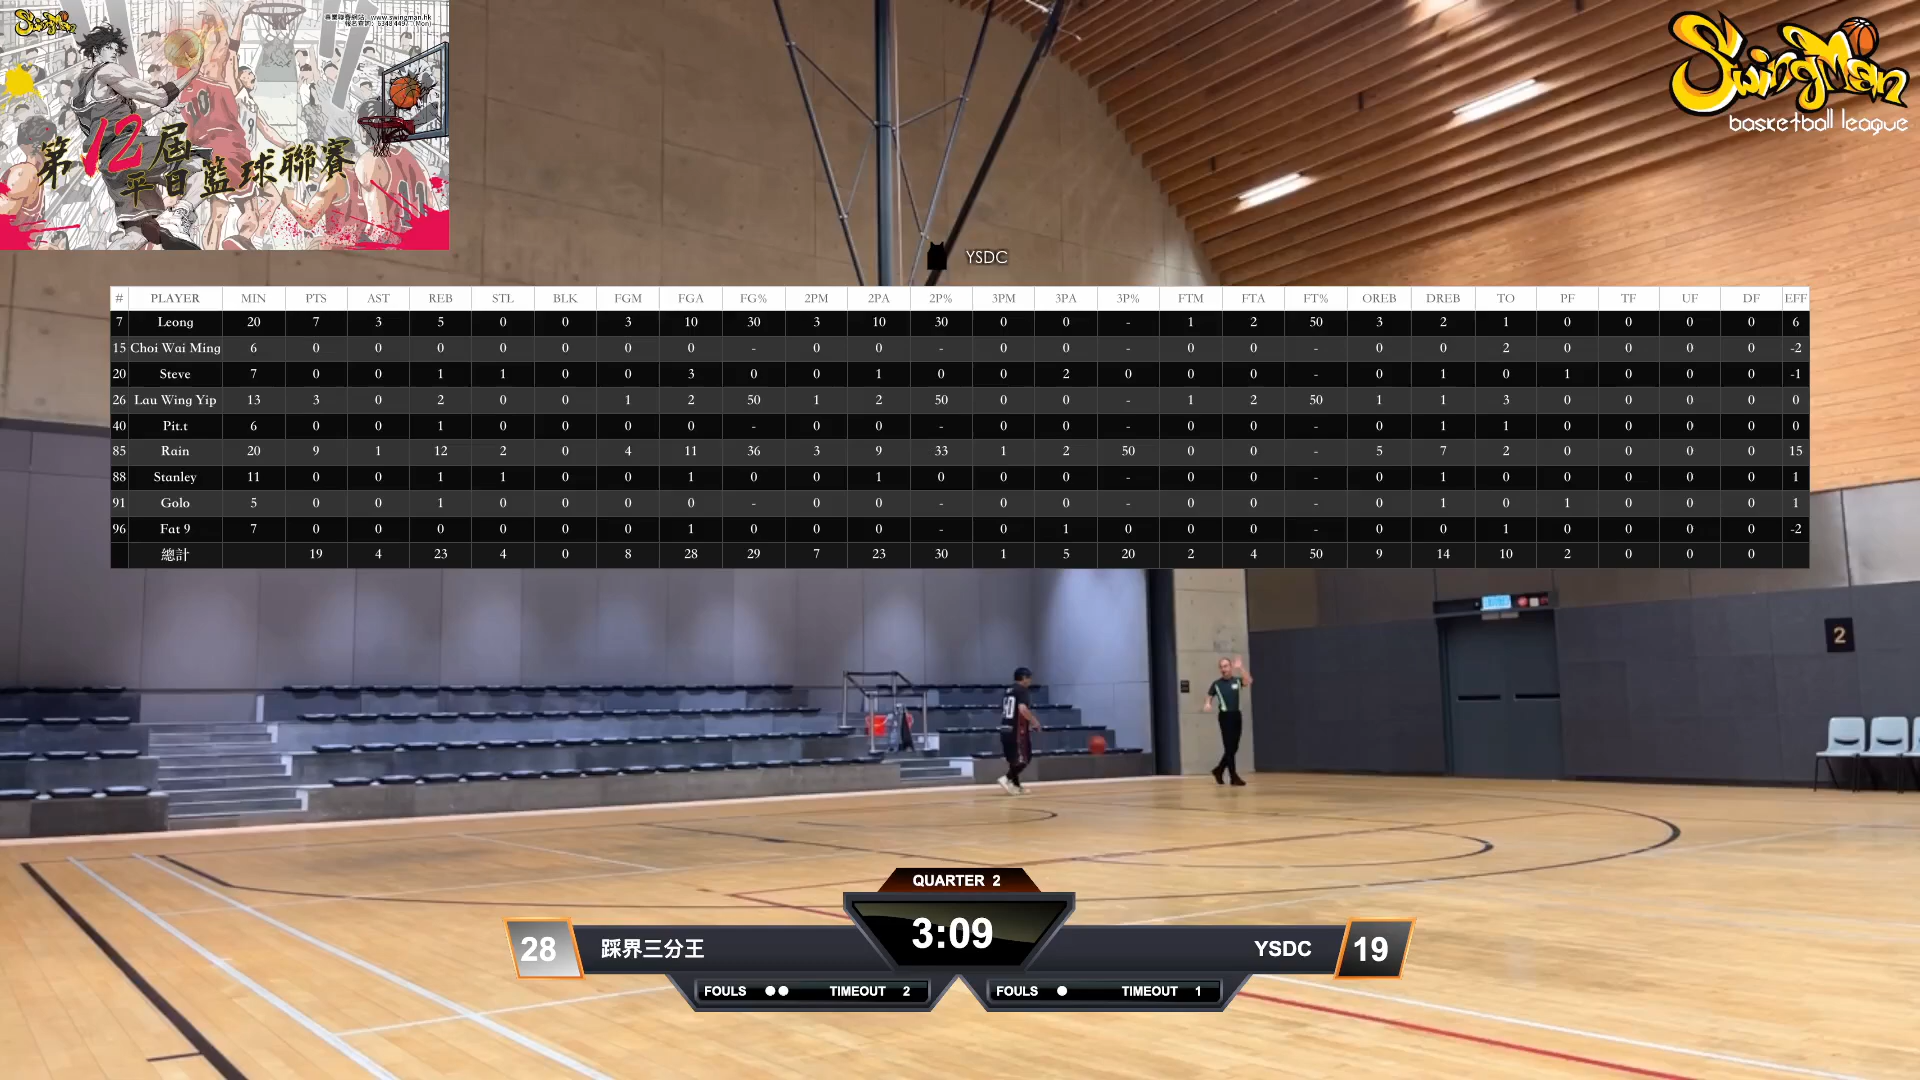 SwingMan
喜業聯賽網站: www.swingman.hk
報名查詢: 6348 4497 (Mon)
第12屆
平日籃球聯賽
SwingMan
basketball league
YSDC
# PLAYER MIN PTS AST REB STL BLK FGM FGA FG% 2PM 2PA 2P% 3PM 3PA 3P% FTM FTA FT% OREB DREB TO PF TF UF DF EFF
7 Leong 20 7 3 5 0 0 3 10 30 3 10 30 0 0 - 1 2 50 3 2 1 0 0 0 0 6
15 Choi Wai Ming 6 0 0 0 0 0 0 0 - 0 0 - 0 0 - 0 0 - 0 0 2 0 0 0 0 -2
20 Steve 7 0 0 1 1 0 0 3 0 0 1 0 0 2 0 0 0 - 0 1 0 1 0 0 0 -1
26 Lau Wing Yip 13 3 0 2 0 0 1 2 50 1 2 50 0 0 - 1 2 50 1 1 3 0 0 0 0 0
40 Pit.t 6 0 0 1 0 0 0 0 - 0 0 - 0 0 - 0 0 - 0 1 1 0 0 0 0 0
85 Rain 20 9 1 12 2 0 4 11 36 3 9 33 1 2 50 0 0 - 5 7 2 0 0 0 0 15
88 Stanley 11 0 0 1 1 0 0 1 0 0 1 0 0 0 - 0 0 - 0 1 0 0 0 0 0 1
91 Golo 5 0 0 1 0 0 0 0 - 0 0 - 0 0 - 0 0 - 0 1 0 1 0 0 0 1
96 Fat 9 7 0 0 0 0 0 0 1 0 0 0 - 0 1 0 0 0 - 0 0 1 0 0 0 0 -2
總計 19 4 23 4 0 8 28 29 7 23 30 1 5 20 2 4 50 9 14 10 2 0 0 0
2
QUARTER 2
3:09
28 踩界三分王
YSDC 19
FOULS TIMEOUT 2
FOULS TIMEOUT 1